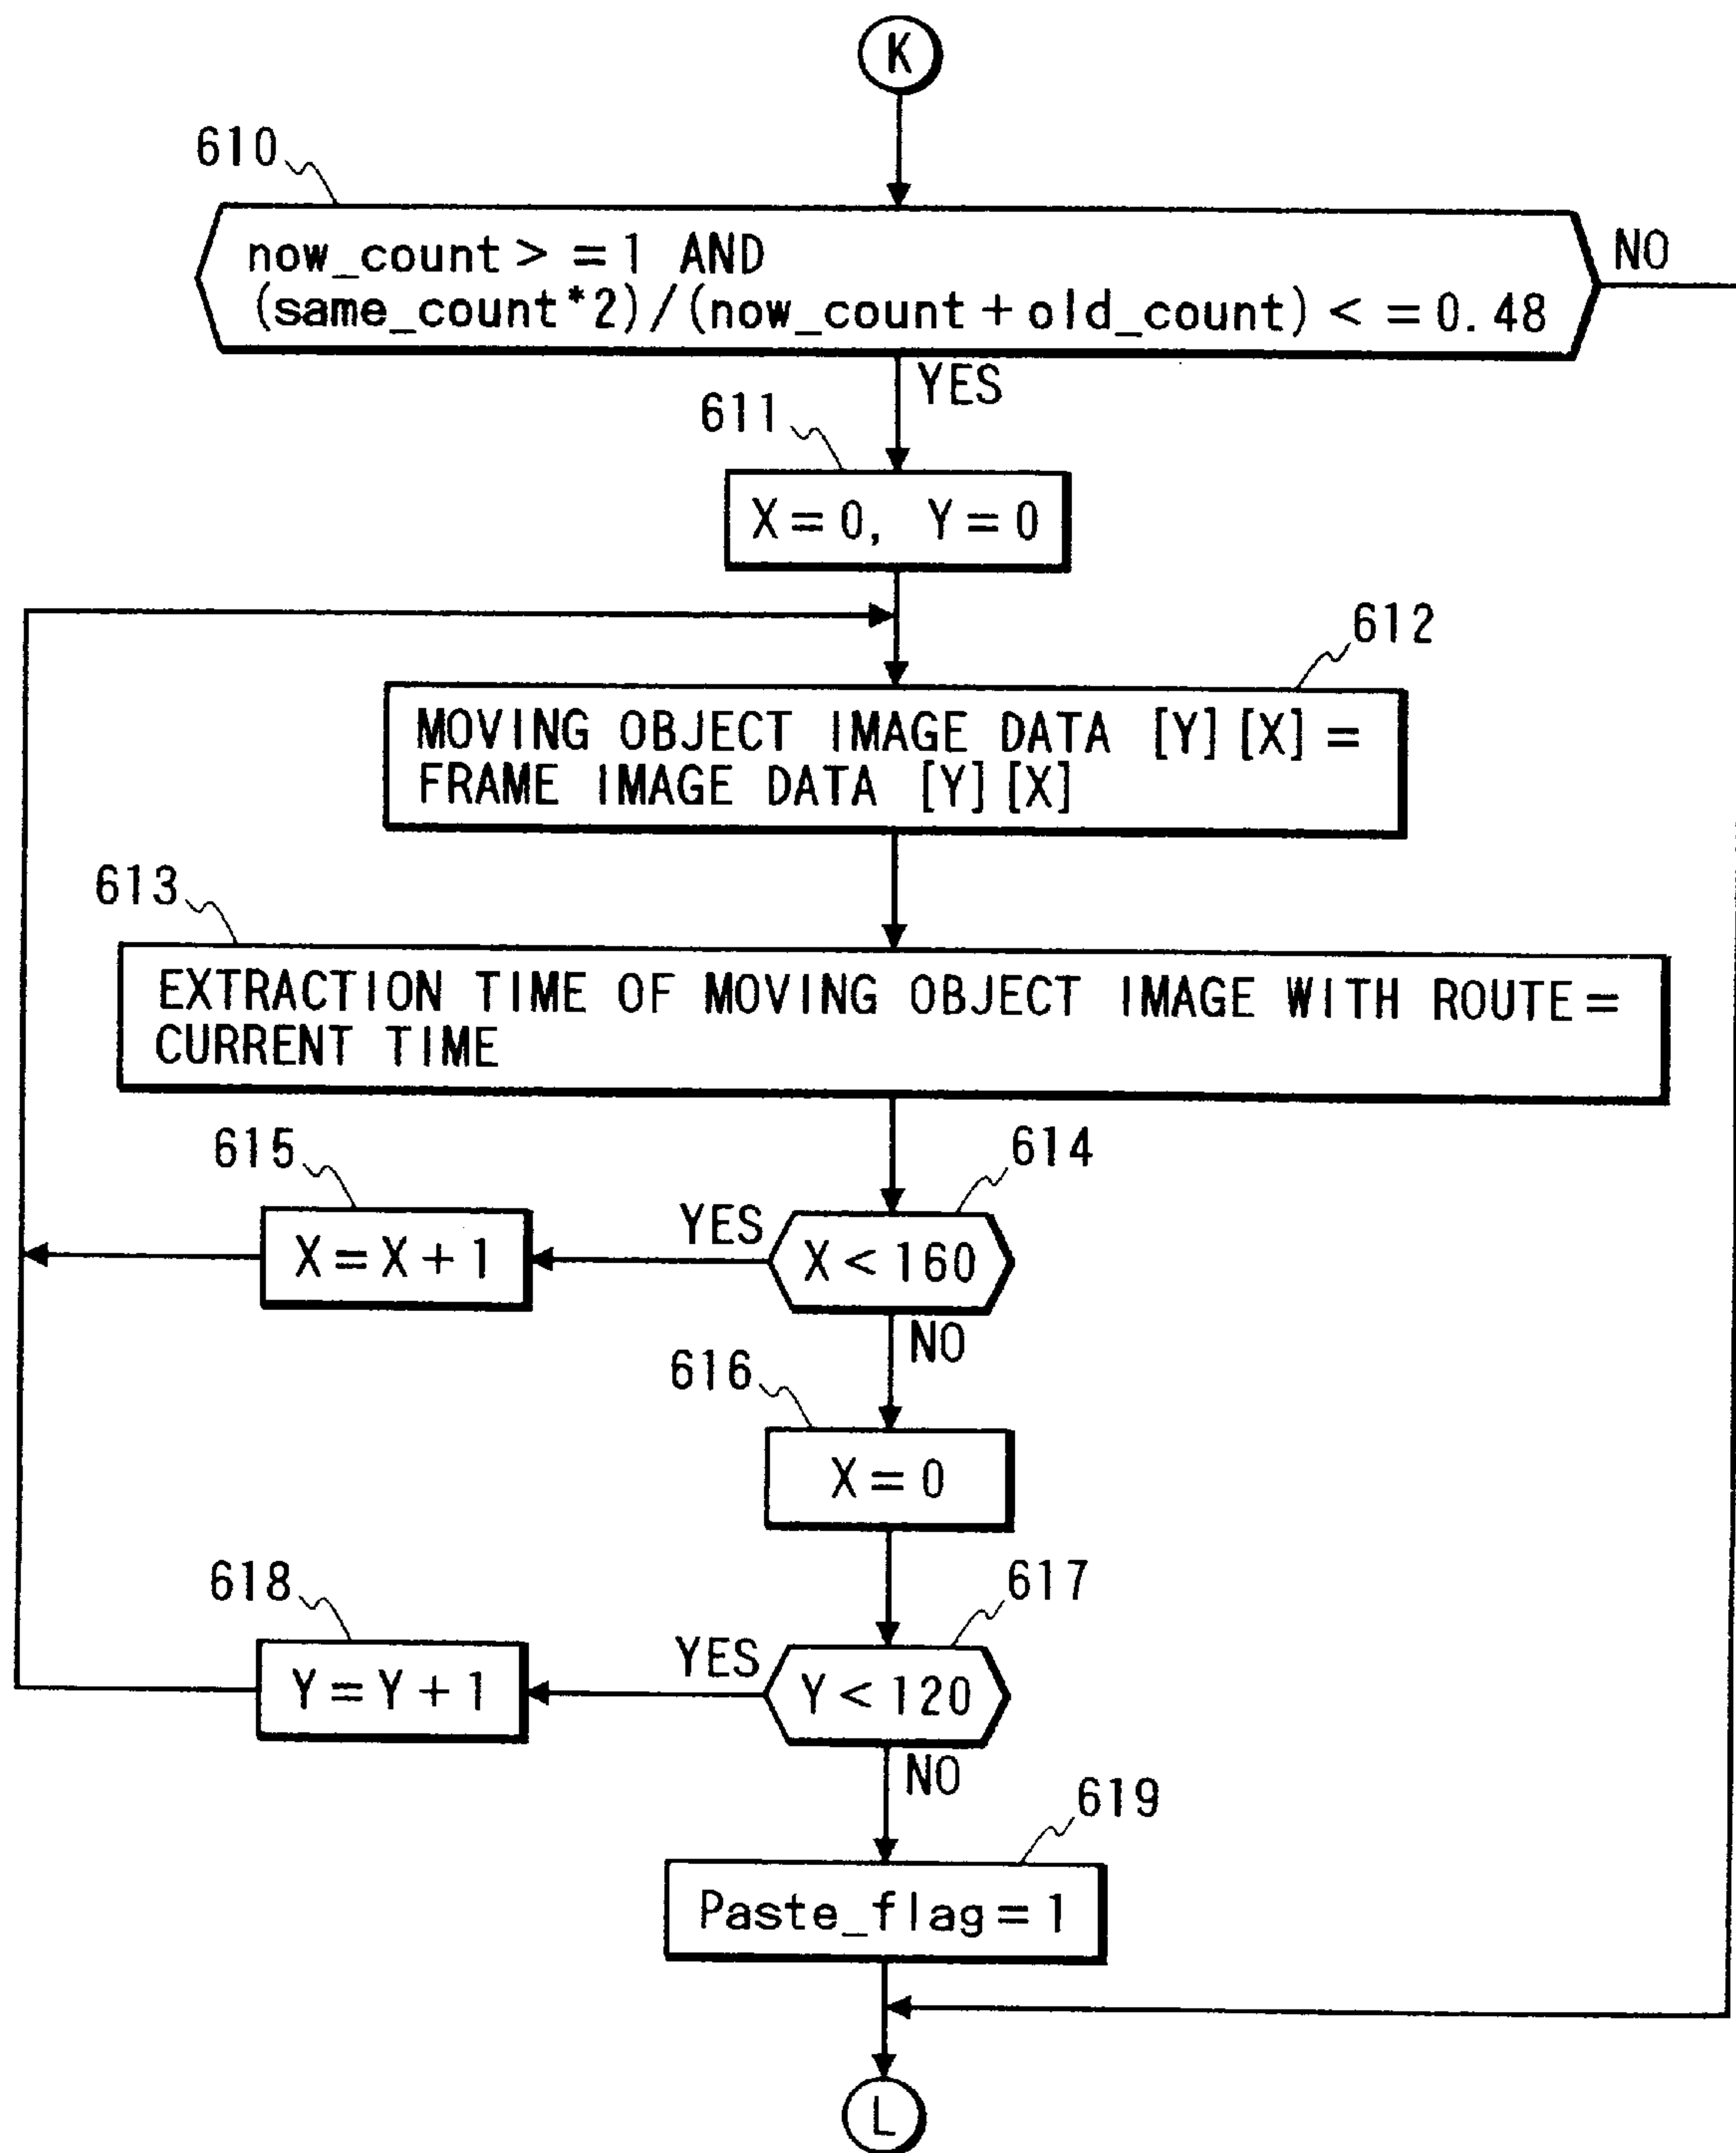 K
610
now_count > = 1 AND
NO
(same_count*2)/(now_count + old_count) < = 0.48
YES
611
X = 0, Y = 0
612
MOVING OBJECT IMAGE DATA [Y] [X] =
FRAME IMAGE DATA [Y] [X]
613
EXTRACTION TIME OF MOVING OBJECT IMAGE WITH ROUTE =
CURRENT TIME
614
615
YES
X < 160
X = X + 1
NO
616
X = 0
617
618
YES
Y < 120
Y = Y + 1
NO
619
Paste_flag = 1
L